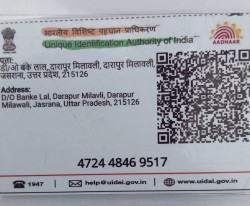 भारतीय विशिष्ट पहचान प्राधिकरण
Unique Identification Authority of India
AADHAAR
पता:
डी/ओ बंके लाल, दारापुर मिलावली, दारापुर मिलावली,
जसराना, उत्तर प्रदेश, 215126
Address:
D/O Banke Lal, Darapur Milavli, Darapur
Milawali, Jasrana, Uttar Pradesh, 215126
4724 4846 9517
1947 | help@uidai.gov.in | www.uidai.gov.in